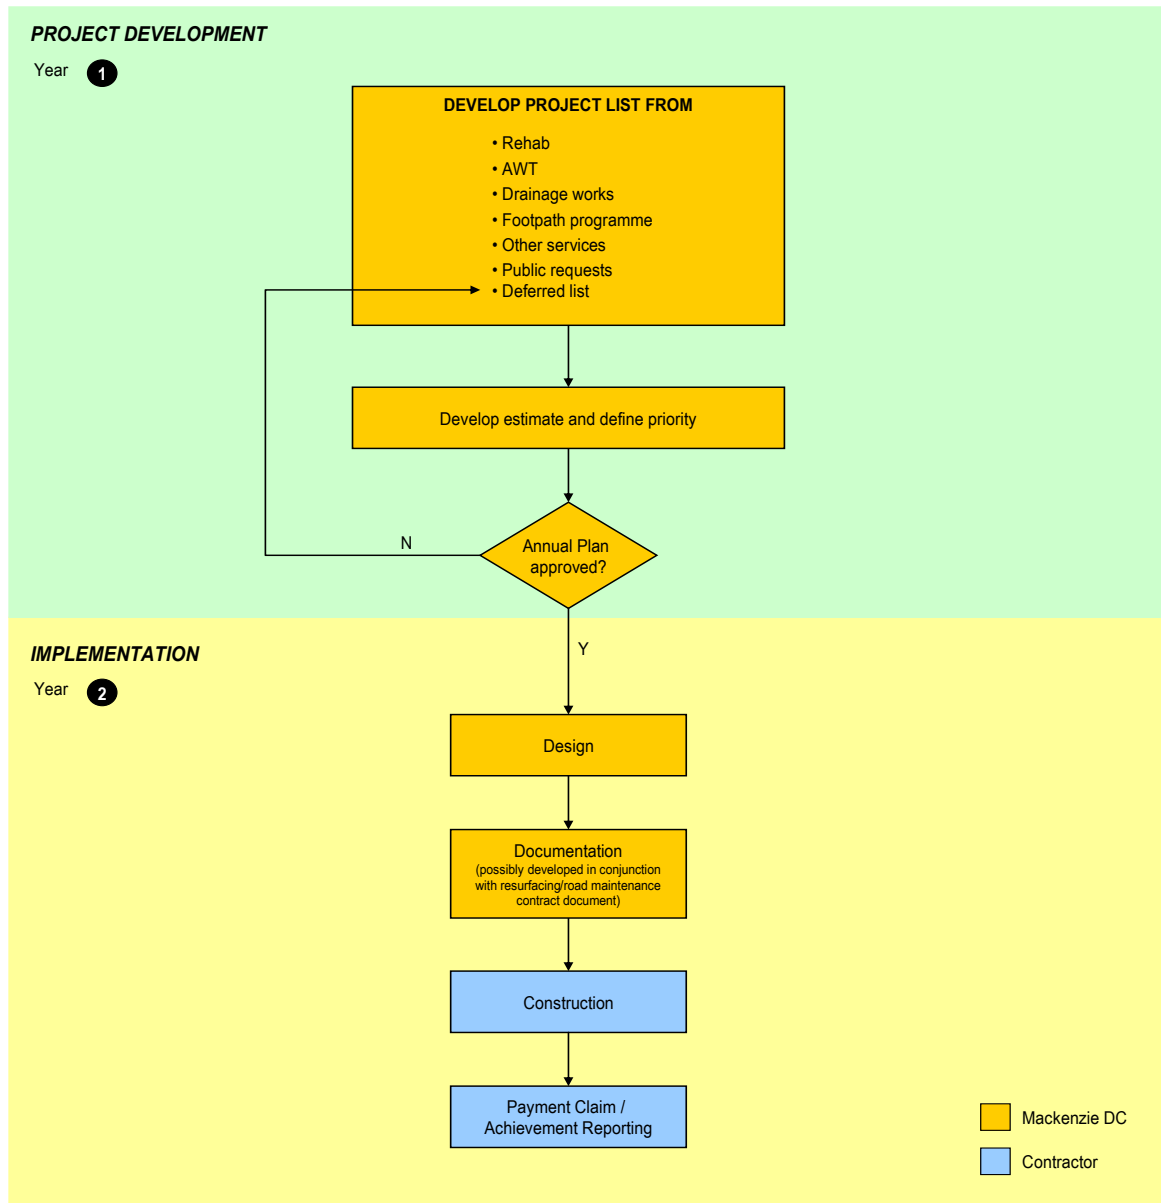 PROJECT DEVELOPMENT
Year 1
DEVELOP PROJECT LIST FROM
• Rehab
• AWT
• Drainage works
• Footpath programme
• Other services
• Public requests
• Deferred list
Develop estimate and define priority
N
Annual Plan
approved?
Y
IMPLEMENTATION
Year 2
Design
Documentation
(possibly developed in conjunction
with resurfacing/road maintenance
contract document)
Construction
Payment Claim /
Achievement Reporting
Mackenzie DC
Contractor